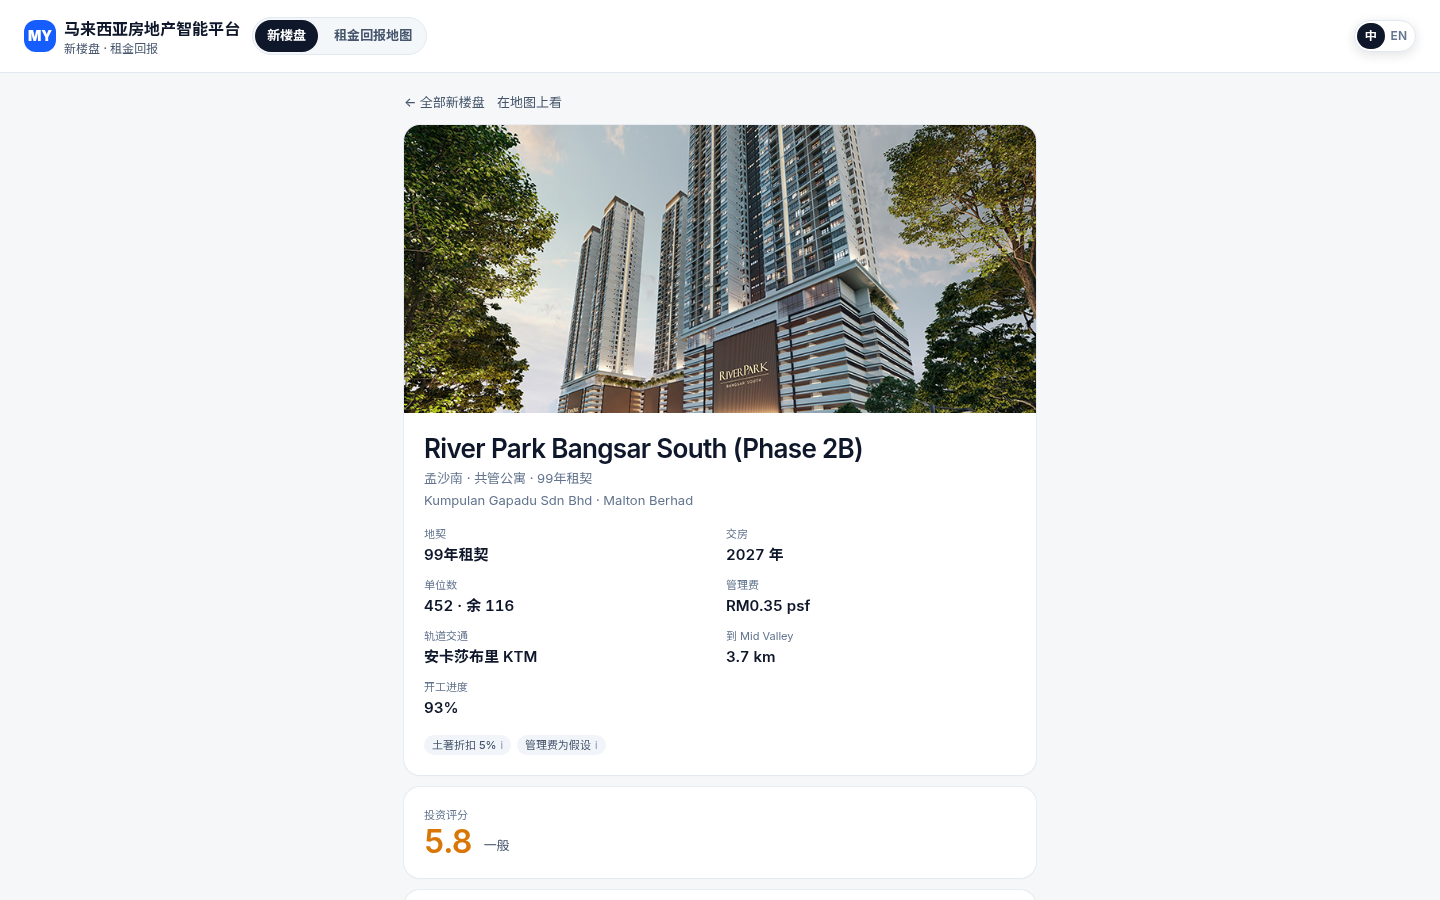 MY
马来西亚房地产智能平台
新楼盘 · 租金回报
新楼盘
租金回报地图
中
EN
← 全部新楼盘
在地图上看
RIVERPARK
BANGSAR SOUTH
River Park Bangsar South (Phase 2B)
孟沙南 · 共管公寓 · 99年租契
Kumpulan Gapadu Sdn Bhd · Malton Berhad
地契
99年租契
交房
2027 年
单位数
452 · 余 116
管理费
RM0.35 psf
轨道交通
安卡莎布里 KTM
到 Mid Valley
3.7 km
开工进度
93%
土著折扣 5% i
管理费为假设 i
投资评分
5.8 一般